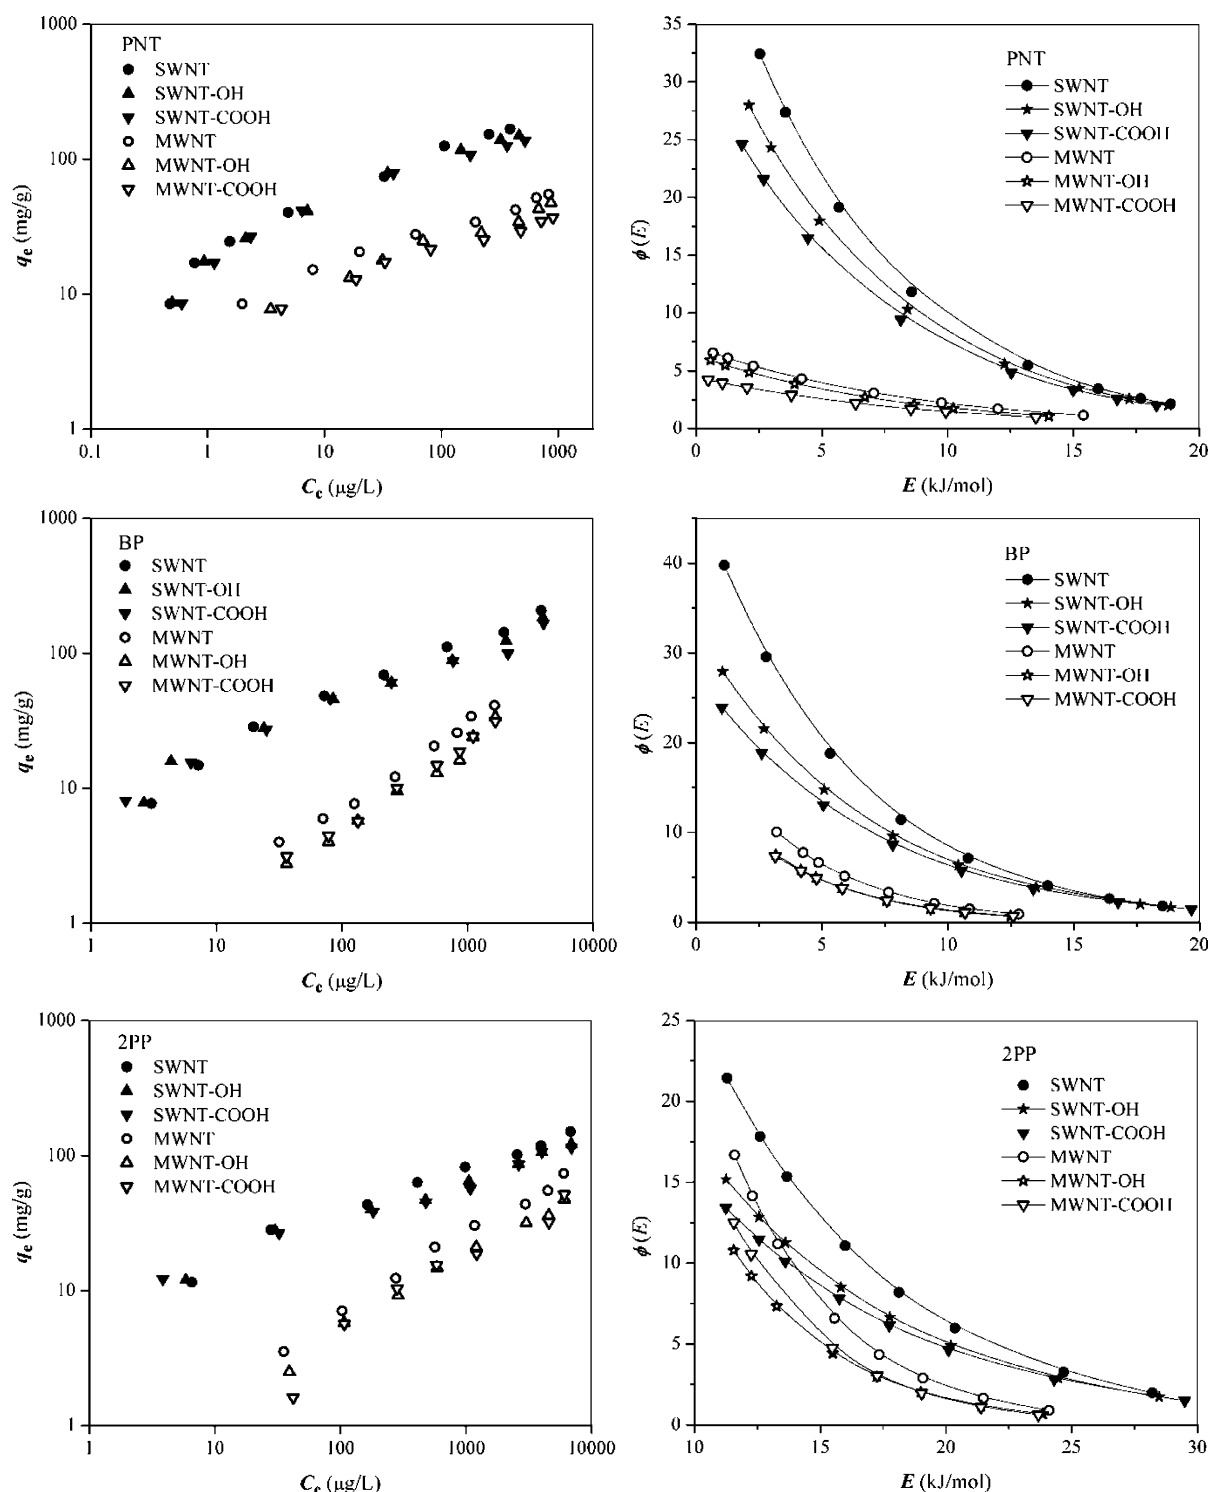 1000
100
10
1
q_e (mg/g)
PNT
SWNT
SWNT-OH
SWNT-COOH
MWNT
MWNT-OH
MWNT-COOH
0.1 1 10 100 1000
C_e (µg/L)
35
30
25
20
15
10
5
0
ϕ (E)
PNT
SWNT
SWNT-OH
SWNT-COOH
MWNT
MWNT-OH
MWNT-COOH
0 5 10 15 20
E (kJ/mol)
1000
100
10
1
q_e (mg/g)
BP
SWNT
SWNT-OH
SWNT-COOH
MWNT
MWNT-OH
MWNT-COOH
1 10 100 1000 10000
C_e (µg/L)
40
30
20
10
0
ϕ (E)
BP
SWNT
SWNT-OH
SWNT-COOH
MWNT
MWNT-OH
MWNT-COOH
0 5 10 15 20
E (kJ/mol)
1000
100
10
1
q_e (mg/g)
2PP
SWNT
SWNT-OH
SWNT-COOH
MWNT
MWNT-OH
MWNT-COOH
1 10 100 1000 10000
C_e (µg/L)
25
20
15
10
5
0
ϕ (E)
2PP
SWNT
SWNT-OH
SWNT-COOH
MWNT
MWNT-OH
MWNT-COOH
10 15 20 25 30
E (kJ/mol)